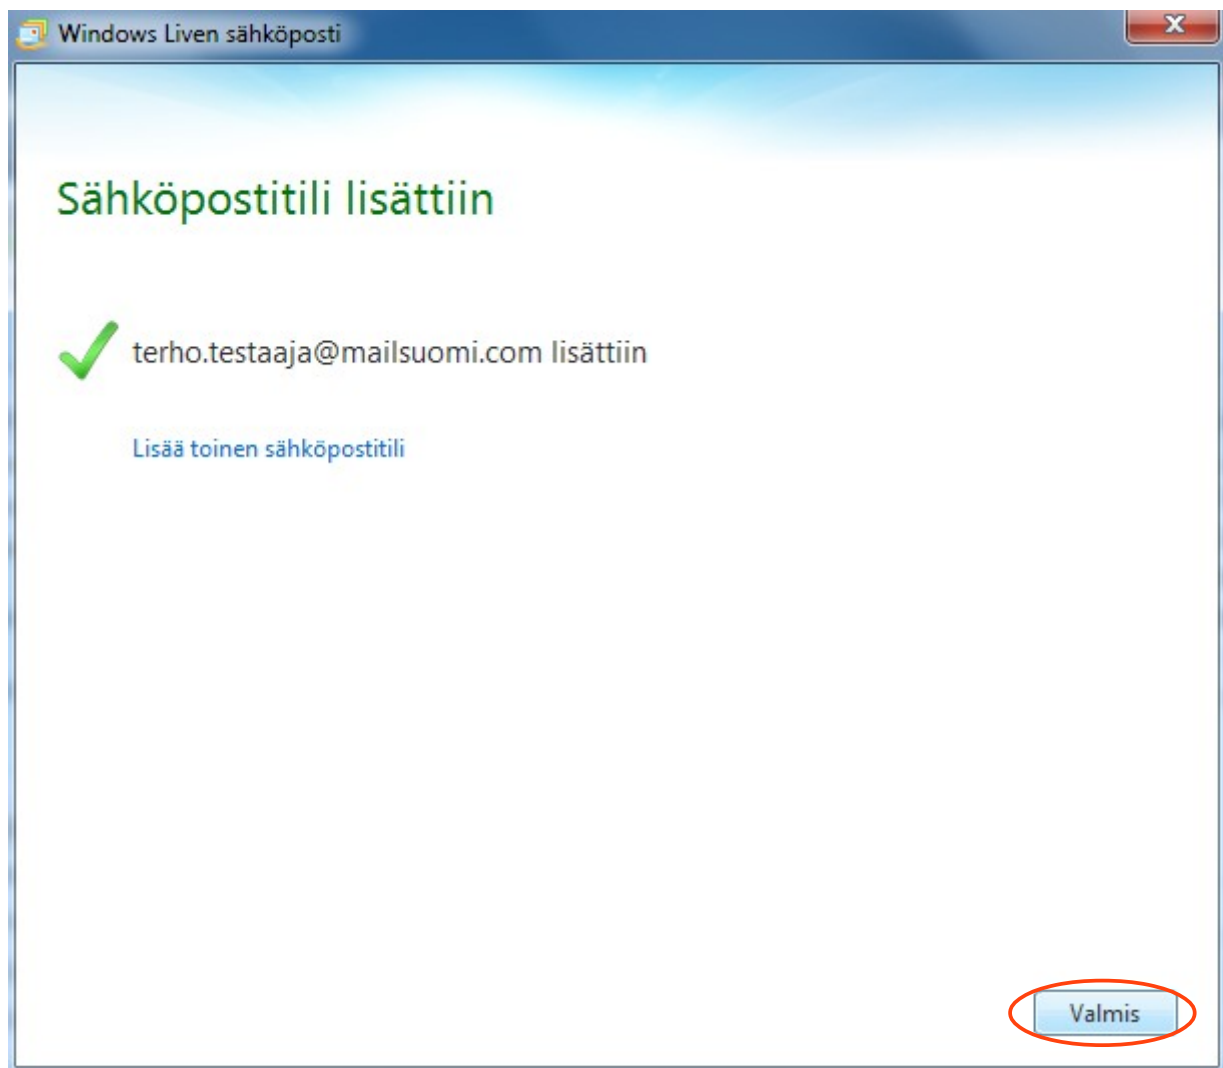 Windows Liven sähköposti
Sähköpostitili lisättiin
terho.testaaja@mailsuomi.com lisättiin
Lisää toinen sähköpostitili
Valmis